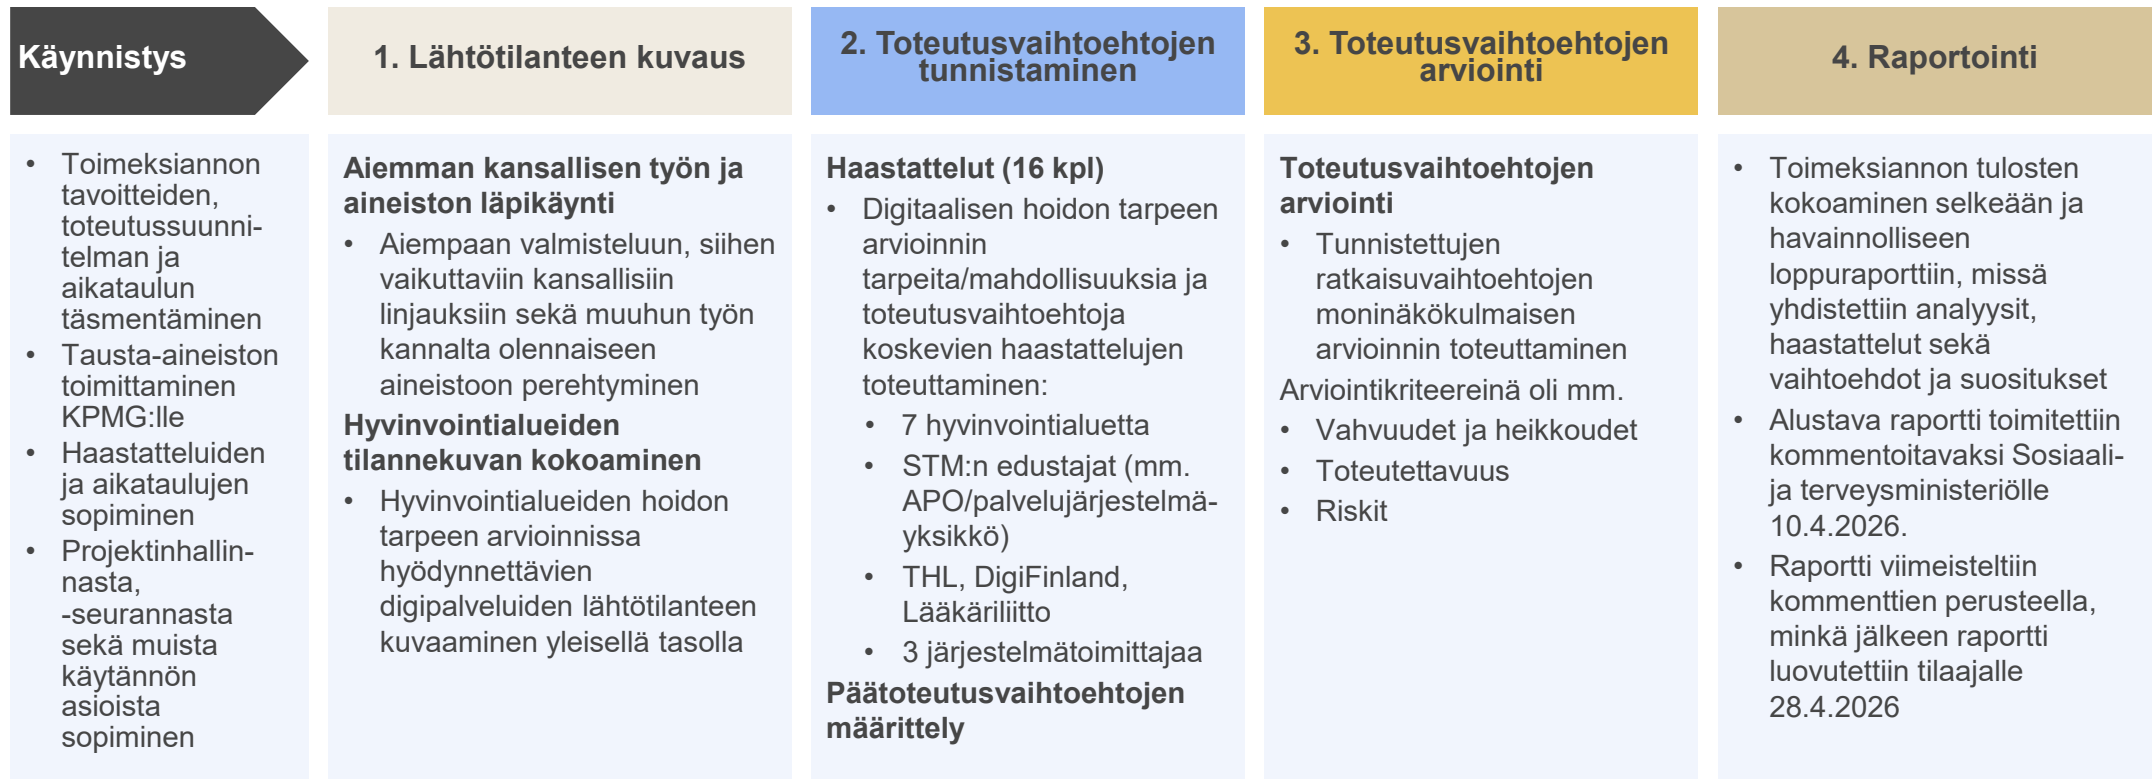 Käynnistys
• Toimeksiannon
tavoitteiden,
toteutussuunni-
telman ja
aikataulun
täsmentäminen
• Tausta-aineiston
toimittaminen
KPMG:lle
• Haastatteluiden
ja aikataulujen
sopiminen
• Projektinhallin-
nasta,
-seurannasta
sekä muista
käytännön
asioista
sopiminen
1. Lähtötilanteen kuvaus
Aiemman kansallisen työn ja
aineiston läpikäynti
• Aiempaan valmisteluun, siihen
vaikuttaviin kansallisiin
linjauksiin sekä muuhun työn
kannalta olennaiseen
aineistoon perehtyminen
Hyvinvointialueiden
tilannekuvan kokoaminen
• Hyvinvointialueiden hoidon
tarpeen arvioinnissa
hyödynnettävien
digipalveluiden lähtötilanteen
kuvaaminen yleisellä tasolla
2. Toteutusvaihtoehtojen
tunnistaminen
Haastattelut (16 kpl)
• Digitaalisen hoidon tarpeen
arvioinnin
tarpeita/mahdollisuuksia ja
toteutusvaihtoehtoja
koskevien haastattelujen
toteuttaminen:
• 7 hyvinvointialuetta
• STM:n edustajat (mm.
APO/palvelujärjestelmä-
yksikkö)
• THL, DigiFinland,
Lääkäriliitto
• 3 järjestelmätoimittajaa
Päätoteutusvaihtoehtojen
määrittely
3. Toteutusvaihtoehtojen
arviointi
Toteutusvaihtoehtojen
arviointi
• Tunnistettujen
ratkaisuvaihtoehtojen
moninäkökulmaisen
arvioinnin toteuttaminen
Arviointikriteereinä oli mm.
• Vahvuudet ja heikkoudet
• Toteutettavuus
• Riskit
4. Raportointi
• Toimeksiannon tulosten
kokoaminen selkeään ja
havainnolliseen
loppuraporttiin, missä
yhdistettiin analyysit,
haastattelut sekä
vaihtoehdot ja suositukset
• Alustava raportti toimitettiin
kommentoitavaksi Sosiaali-
ja terveysministeriölle
10.4.2026.
• Raportti viimeisteltiin
kommenttien perusteella,
minkä jälkeen raportti
luovutettiin tilaajalle
28.4.2026